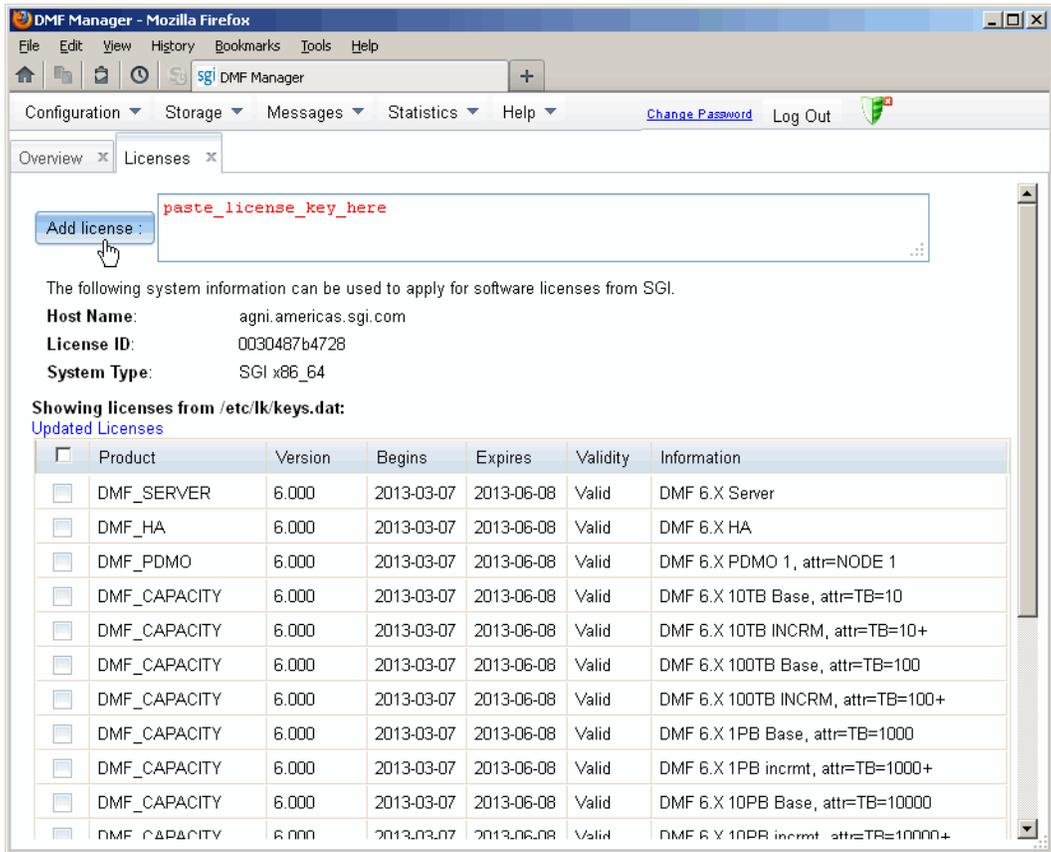 DMF Manager - Mozilla Firefox
File Edit View History Bookmarks Tools Help
sgi DMF Manager +
Configuration Storage Messages Statistics Help Change Password Log Out
Overview x Licenses x
paste_license_key_here
Add license :
The following system information can be used to apply for software licenses from SGI.
Host Name: agni.americas.sgi.com
License ID: 0030487b4728
System Type: SGI x86_64
Showing licenses from /etc/lk/keys.dat:
Updated Licenses
Product Version Begins Expires Validity Information
DMF_SERVER 6.000 2013-03-07 2013-06-08 Valid DMF 6.X Server
DMF_HA 6.000 2013-03-07 2013-06-08 Valid DMF 6.X HA
DMF_PDMO 6.000 2013-03-07 2013-06-08 Valid DMF 6.X PDMO 1, attr=NODE 1
DMF_CAPACITY 6.000 2013-03-07 2013-06-08 Valid DMF 6.X 10TB Base, attr=TB=10
DMF_CAPACITY 6.000 2013-03-07 2013-06-08 Valid DMF 6.X 10TB INCRM, attr=TB=10+
DMF_CAPACITY 6.000 2013-03-07 2013-06-08 Valid DMF 6.X 100TB Base, attr=TB=100
DMF_CAPACITY 6.000 2013-03-07 2013-06-08 Valid DMF 6.X 100TB INCRM, attr=TB=100+
DMF_CAPACITY 6.000 2013-03-07 2013-06-08 Valid DMF 6.X 1PB Base, attr=TB=1000
DMF_CAPACITY 6.000 2013-03-07 2013-06-08 Valid DMF 6.X 1PB incrmt, attr=TB=1000+
DMF_CAPACITY 6.000 2013-03-07 2013-06-08 Valid DMF 6.X 10PB Base, attr=TB=10000
DMF_CAPACITY 6.000 2013-03-07 2013-06-08 Valid DMF 6.X 10PB incrmt, attr=TB=10000+